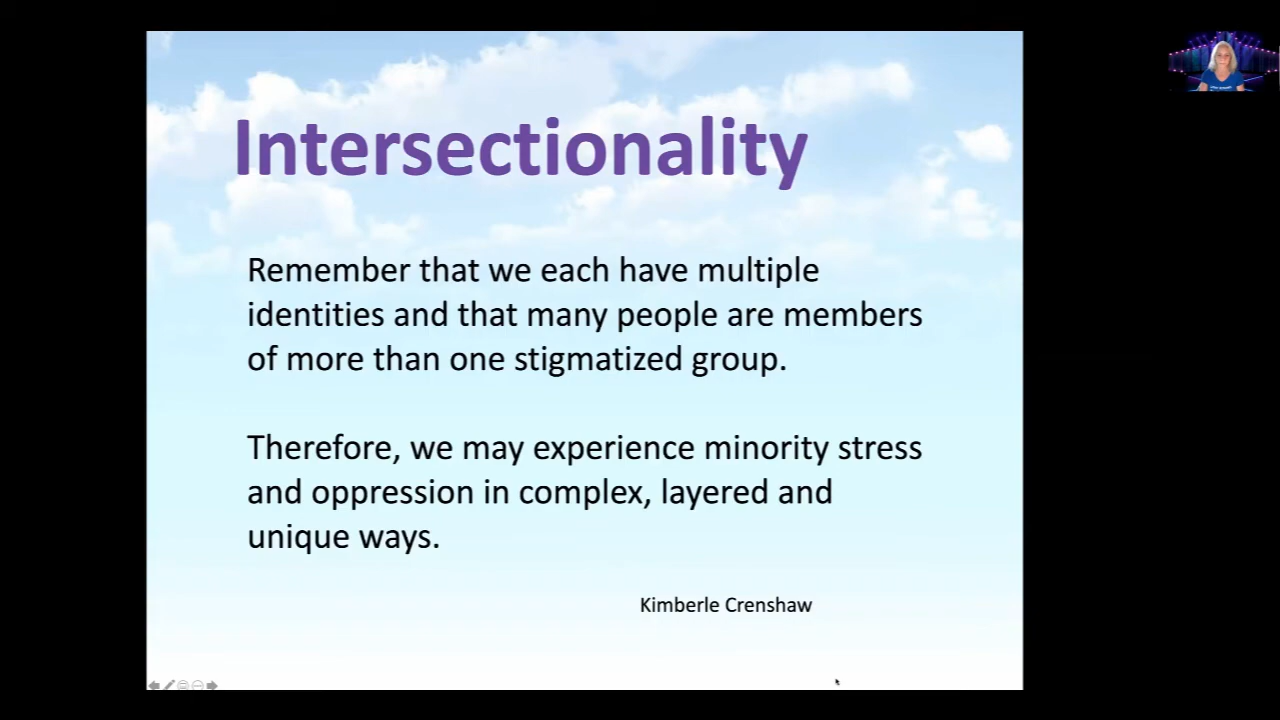 Intersectionality
Remember that we each have multiple
identities and that many people are members
of more than one stigmatized group.
Therefore, we may experience minority stress
and oppression in complex, layered and
unique ways.
Kimberle Crenshaw